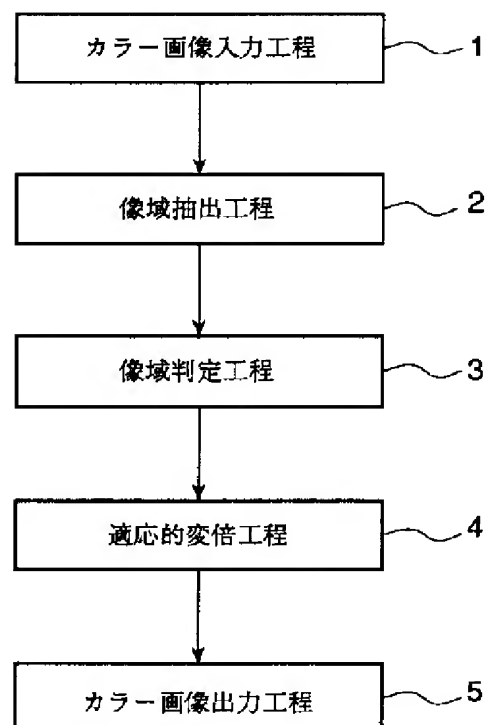 カラー画像入力工程 1
像域抽出工程 2
像域判定工程 3
適応的変倍工程 4
カラー画像出力工程 5